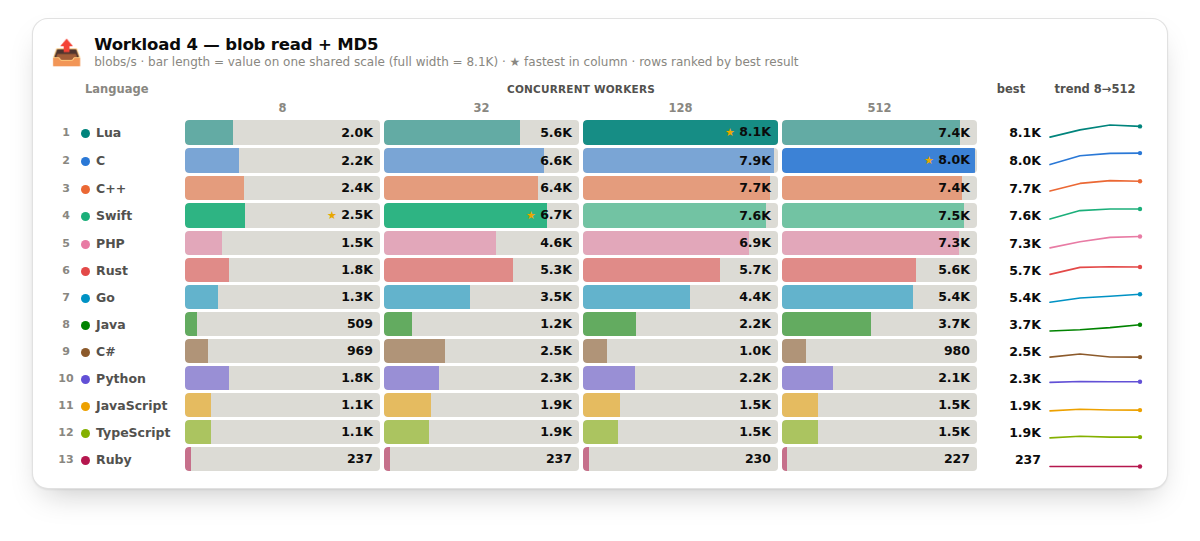 Workload 4 — blob read + MD5
blobs/s · bar length = value on one shared scale (full width = 8.1K) · ★ fastest in column · rows ranked by best result
Language CONCURRENT WORKERS best trend 8→512
8 32 128 512
1 Lua 2.0K 5.6K ★ 8.1K 7.4K 8.1K
2 C 2.2K 6.6K 7.9K ★ 8.0K 8.0K
3 C++ 2.4K 6.4K 7.7K 7.4K 7.7K
4 Swift ★ 2.5K ★ 6.7K 7.6K 7.5K 7.6K
5 PHP 1.5K 4.6K 6.9K 7.3K 7.3K
6 Rust 1.8K 5.3K 5.7K 5.6K 5.7K
7 Go 1.3K 3.5K 4.4K 5.4K 5.4K
8 Java 509 1.2K 2.2K 3.7K 3.7K
9 C# 969 2.5K 1.0K 980 2.5K
10 Python 1.8K 2.3K 2.2K 2.1K 2.3K
11 JavaScript 1.1K 1.9K 1.5K 1.5K 1.9K
12 TypeScript 1.1K 1.9K 1.5K 1.5K 1.9K
13 Ruby 237 237 230 227 237